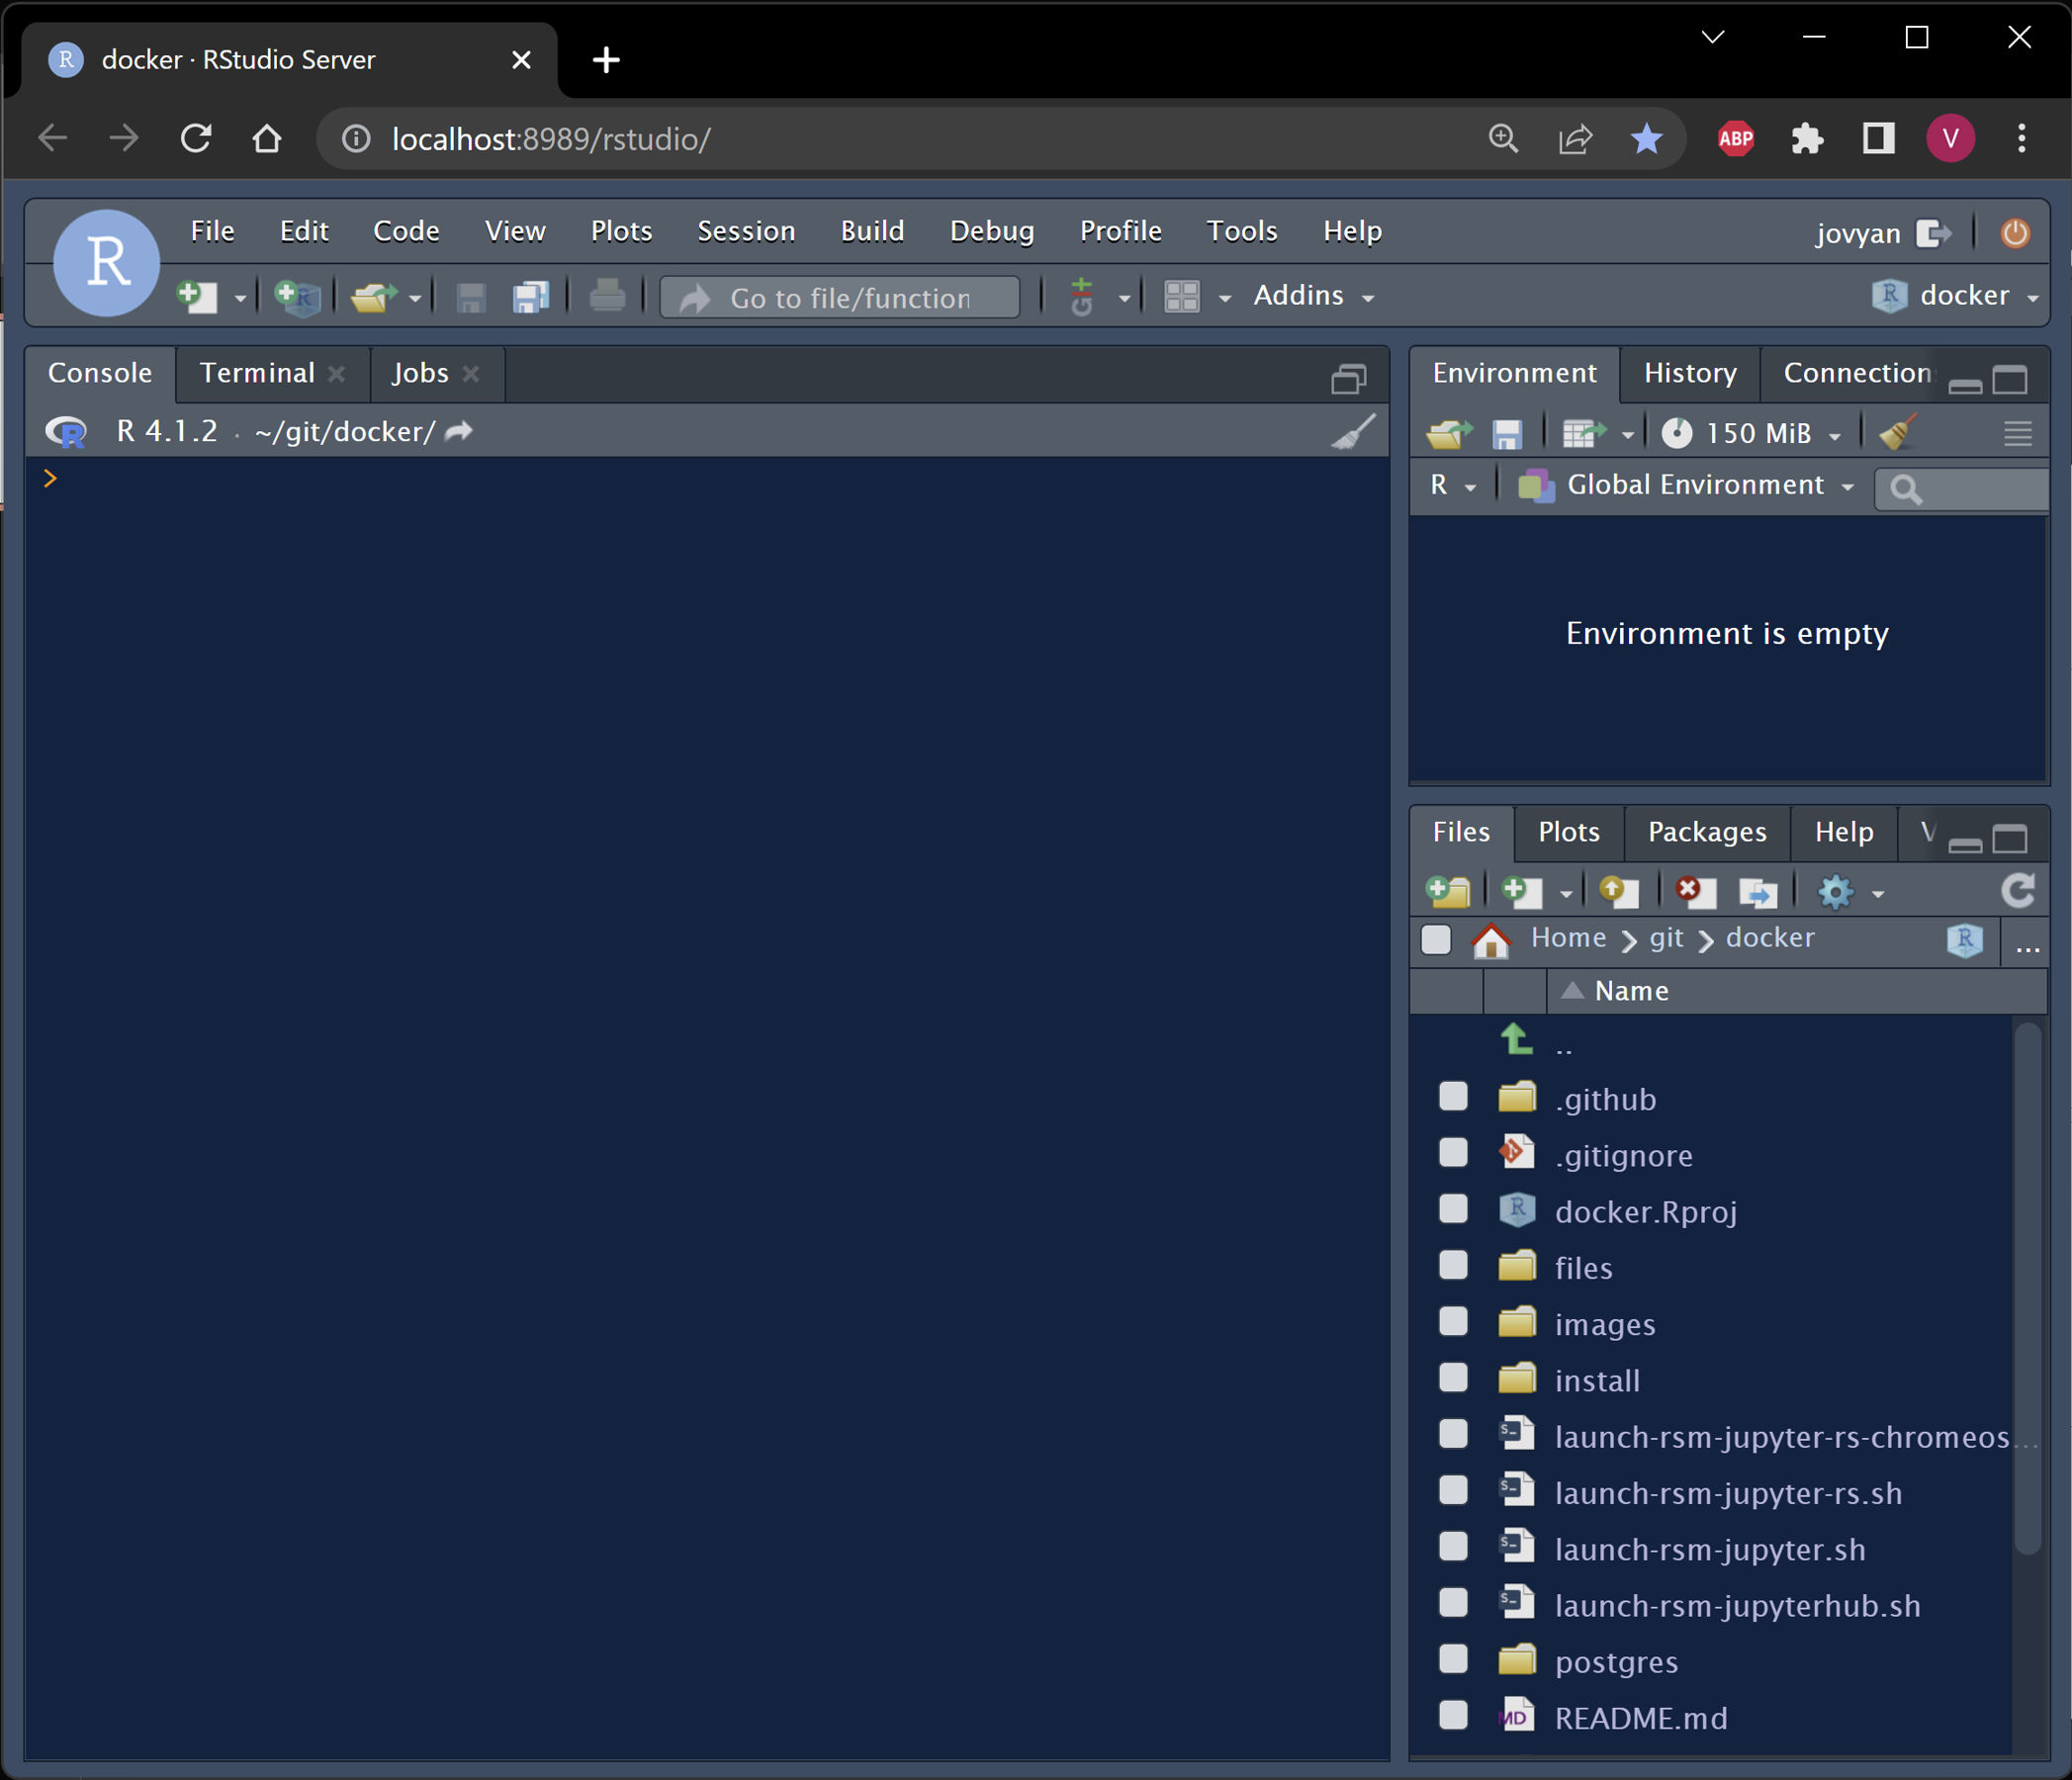 docker · RStudio Server
localhost:8989/rstudio/
ABP
V
R
File Edit Code View Plots Session Build Debug Profile Tools Help
jovyan
Go to file/function
Addins
docker
Console Terminal Jobs
R 4.1.2 · ~/git/docker/
>
Environment History Connection
150 MiB
R Global Environment
Environment is empty
Files Plots Packages Help V
Home git docker ...
Name
..
.github
.gitignore
docker.Rproj
files
images
install
launch-rsm-jupyter-rs-chromeos...
launch-rsm-jupyter-rs.sh
launch-rsm-jupyter.sh
launch-rsm-jupyterhub.sh
postgres
MD README.md